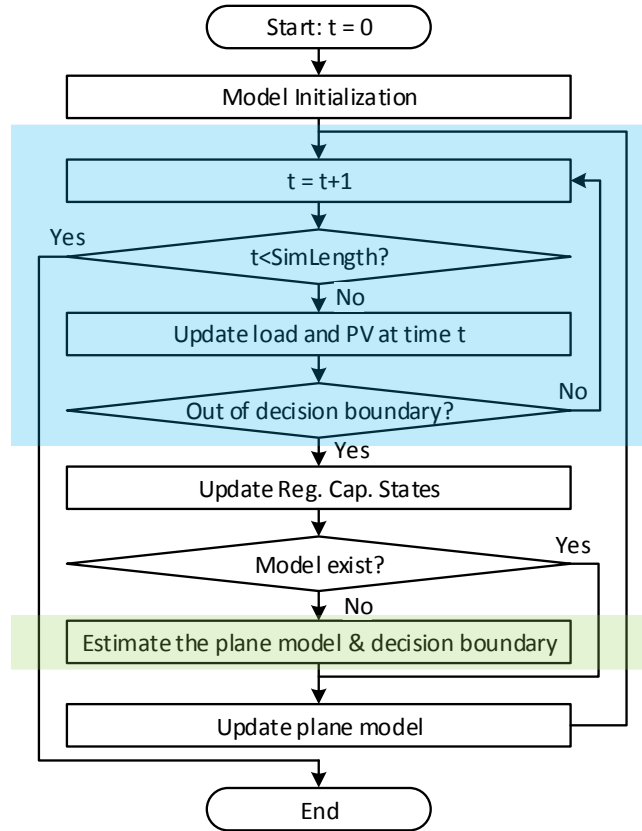 Start: t = 0
Model Initialization
t = t+1
Yes
t<SimLength?
No
Update load and PV at time t
Out of decision boundary?
No
Yes
Update Reg. Cap. States
Model exist?
Yes
No
Estimate the plane model & decision boundary
Update plane model
End